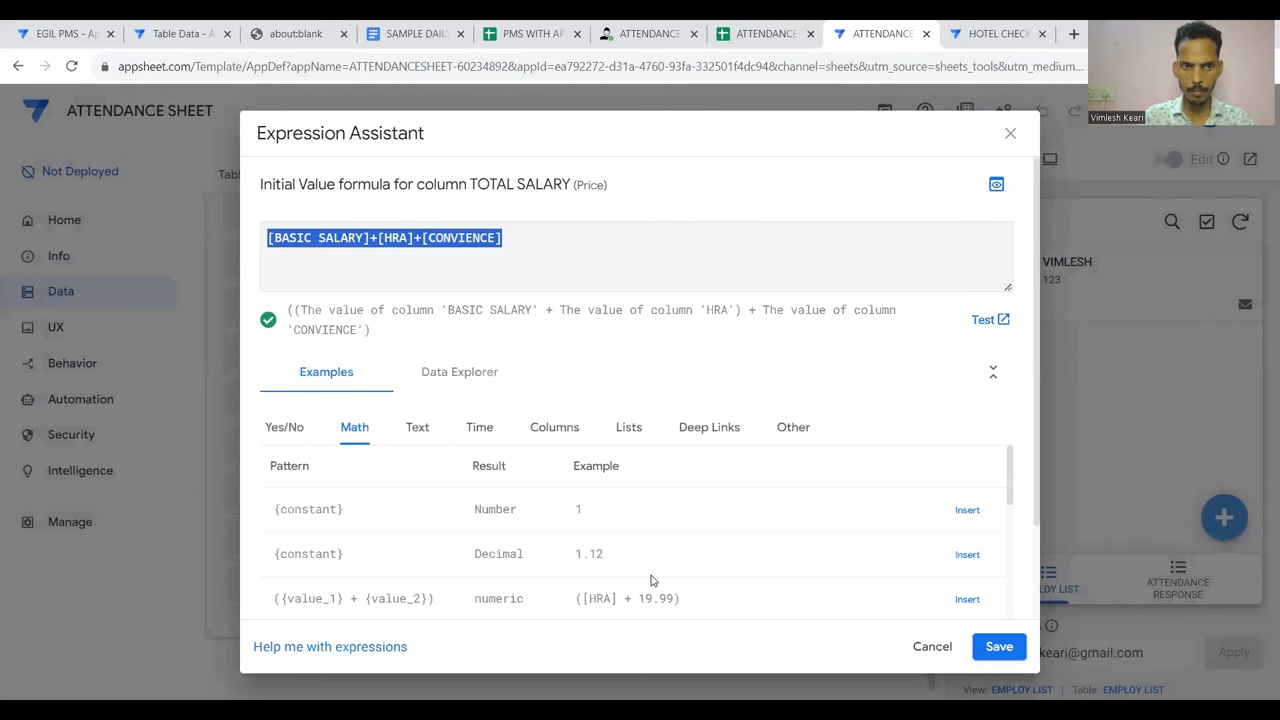 EGIL PMS - Ap
Table Data - A
about:blank
SAMPLE DAIL
PMS WITH AP
ATTENDANCE
ATTENDANCE
ATTENDANCE
HOTEL CHECK
appsheet.com/Template/AppDef?appName=ATTENDANCESHEET-60234892&appId=ea792272-d31a-4760-93fa-332501f4dc94&channel=sheets&utm_source=sheets_tools&utm_medium...
Vimlesh Keari
ATTENDANCE SHEET
Not Deployed
Tabl
Edit
Home
Info
Data
UX
Behavior
Automation
Security
Intelligence
Manage
Expression Assistant
Initial Value formula for column TOTAL SALARY (Price)
[BASIC SALARY]+[HRA]+[CONVIENCE]
((The value of column 'BASIC SALARY' + The value of column 'HRA') + The value of column
'CONVIENCE')
Test
Examples
Data Explorer
Yes/No
Math
Text
Time
Columns
Lists
Deep Links
Other
Pattern
Result
Example
{constant}
Number
1
Insert
{constant}
Decimal
1.12
Insert
({value_1} + {value_2})
numeric
([HRA] + 19.99)
Insert
Help me with expressions
Cancel
Save
VIMLESH
123
OY LIST
ATTENDANCE
RESPONSE
keari@gmail.com
Apply
View: EMPLOY LIST | Table: EMPLOY LIST